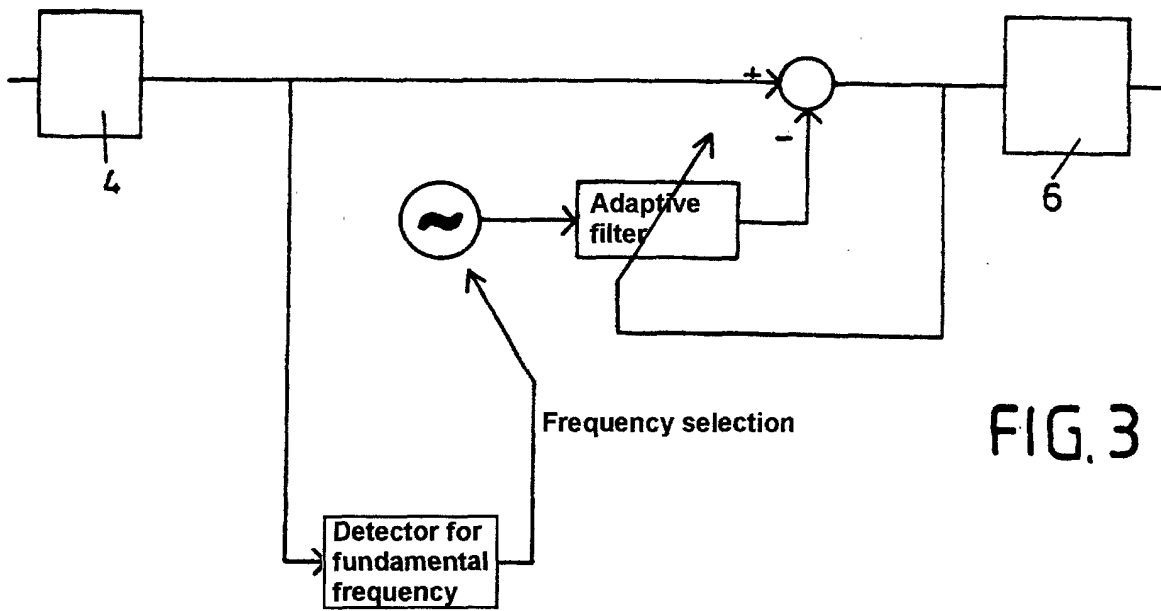 4
+
-
6
~
Adaptive
filter
Frequency selection
FIG. 3
Detector for
fundamental
frequency